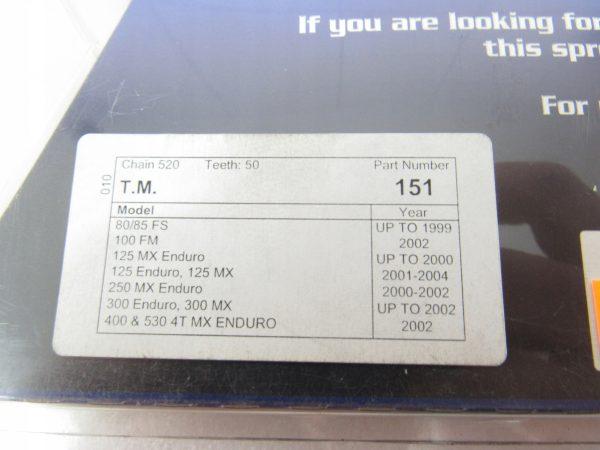 If you are looking for
this
For
010
Chain 520 Teeth: 50 Part Number
T.M. 151
Model Year
80/85 FS UP TO 1999
100 FM 2002
125 MX Enduro UP TO 2000
125 Enduro, 125 MX 2001-2004
250 MX Enduro 2000-2002
300 Enduro, 300 MX UP TO 2002
400 & 530 4T MX ENDURO 2002